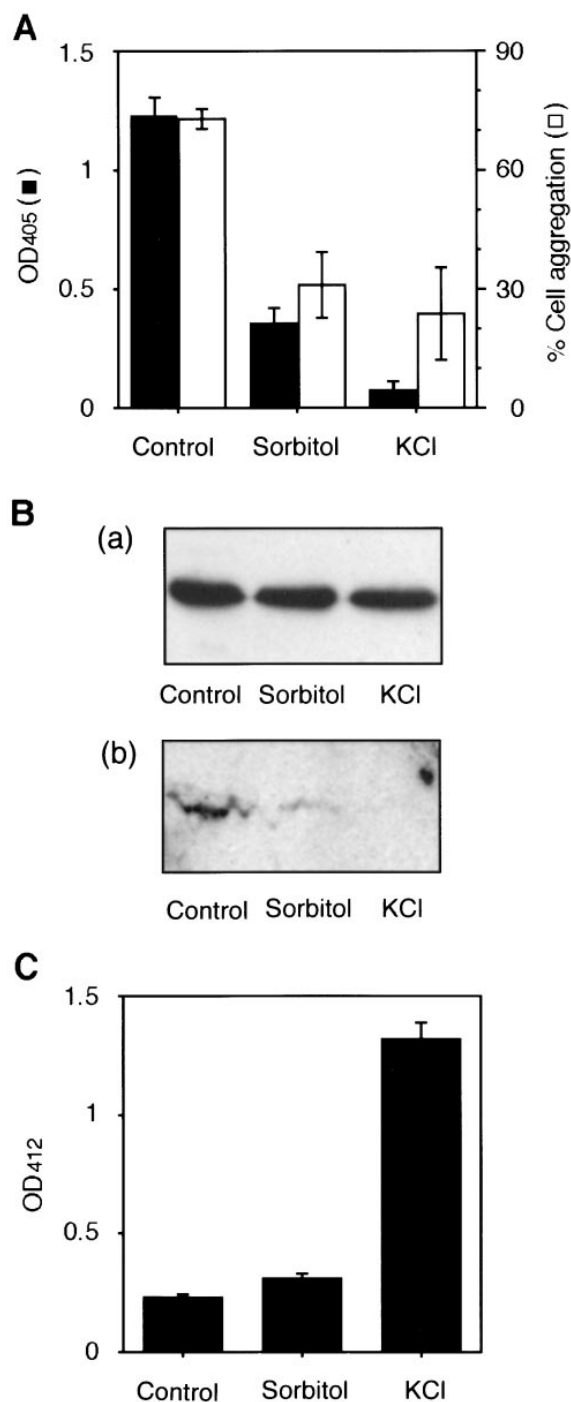 A
1.5
1
0.5
0
OD405 (■)
90
60
30
0
% Cell aggregation (□)
Control Sorbitol KCl
B
(a)
Control Sorbitol KCl
(b)
Control Sorbitol KCl
C
1.5
1
0.5
0
OD412
Control Sorbitol KCl